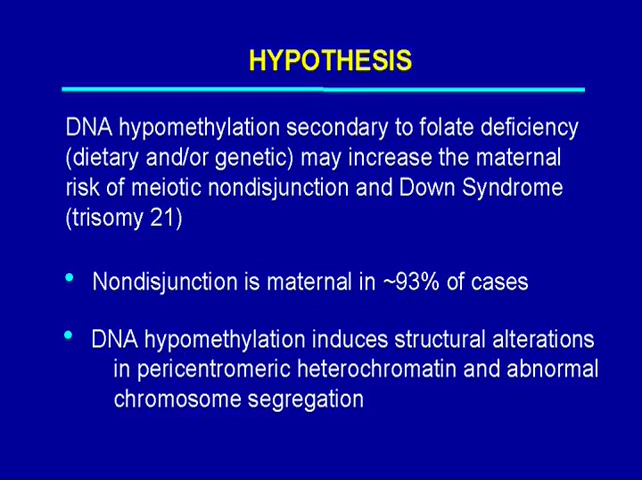 HYPOTHESIS
DNA hypomethylation secondary to folate deficiency
(dietary and/or genetic) may increase the maternal
risk of meiotic nondisjunction and Down Syndrome
(trisomy 21)
• Nondisjunction is maternal in ~93% of cases
• DNA hypomethylation induces structural alterations
in pericentromeric heterochromatin and abnormal
chromosome segregation